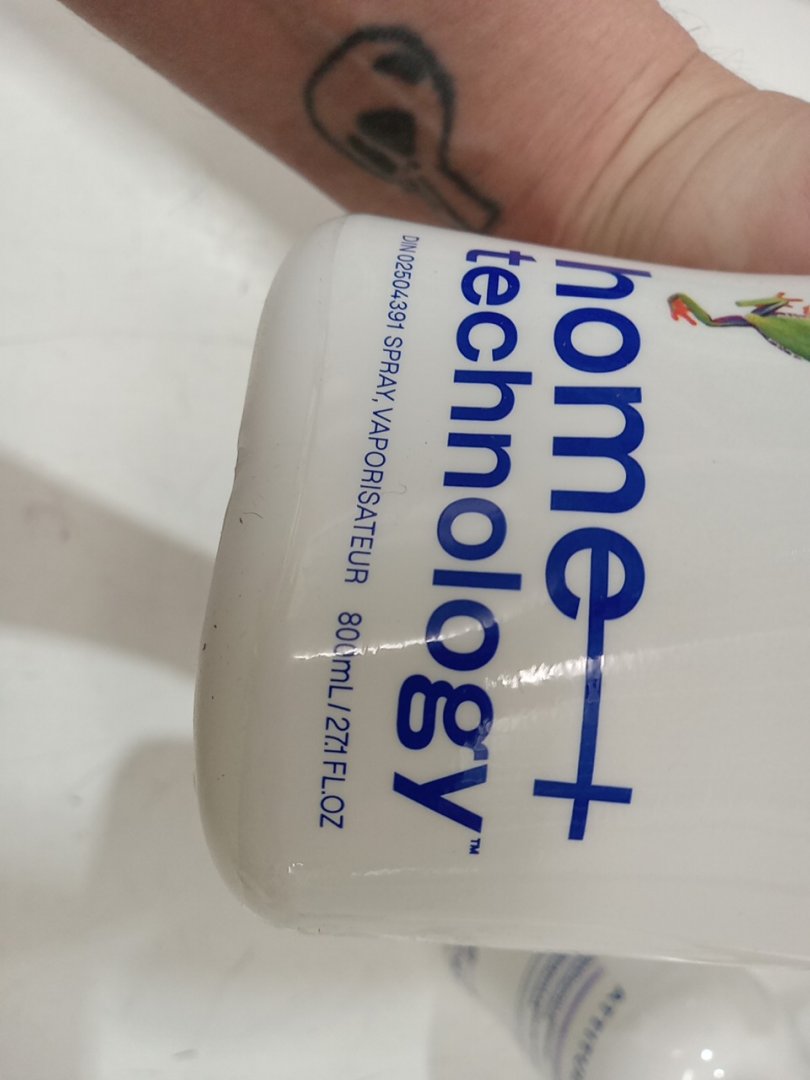 home+
technology™
DIN 02504391 SPRAY, VAPORISATEUR 800mL / 27.1 FL.OZ